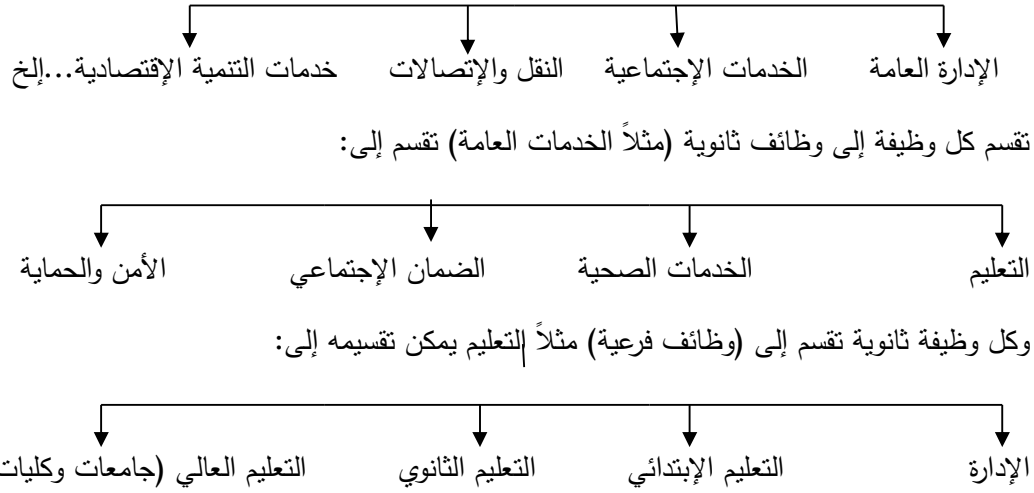 الإدارة العامة الخدمات الإجتماعية النقل والإتصالات خدمات التنمية الإقتصادية...إلخ
تقسم كل وظيفة إلى وظائف ثانوية (مثلاً الخدمات العامة) تقسم إلى:
التعليم الخدمات الصحية الضمان الإجتماعي الأمن والحماية
وكل وظيفة ثانوية تقسم إلى (وظائف فرعية) مثلاً التعليم يمكن تقسيمه إلى:
الإدارة التعليم الإبتدائي التعليم الثانوي التعليم العالي (جامعات وكليات